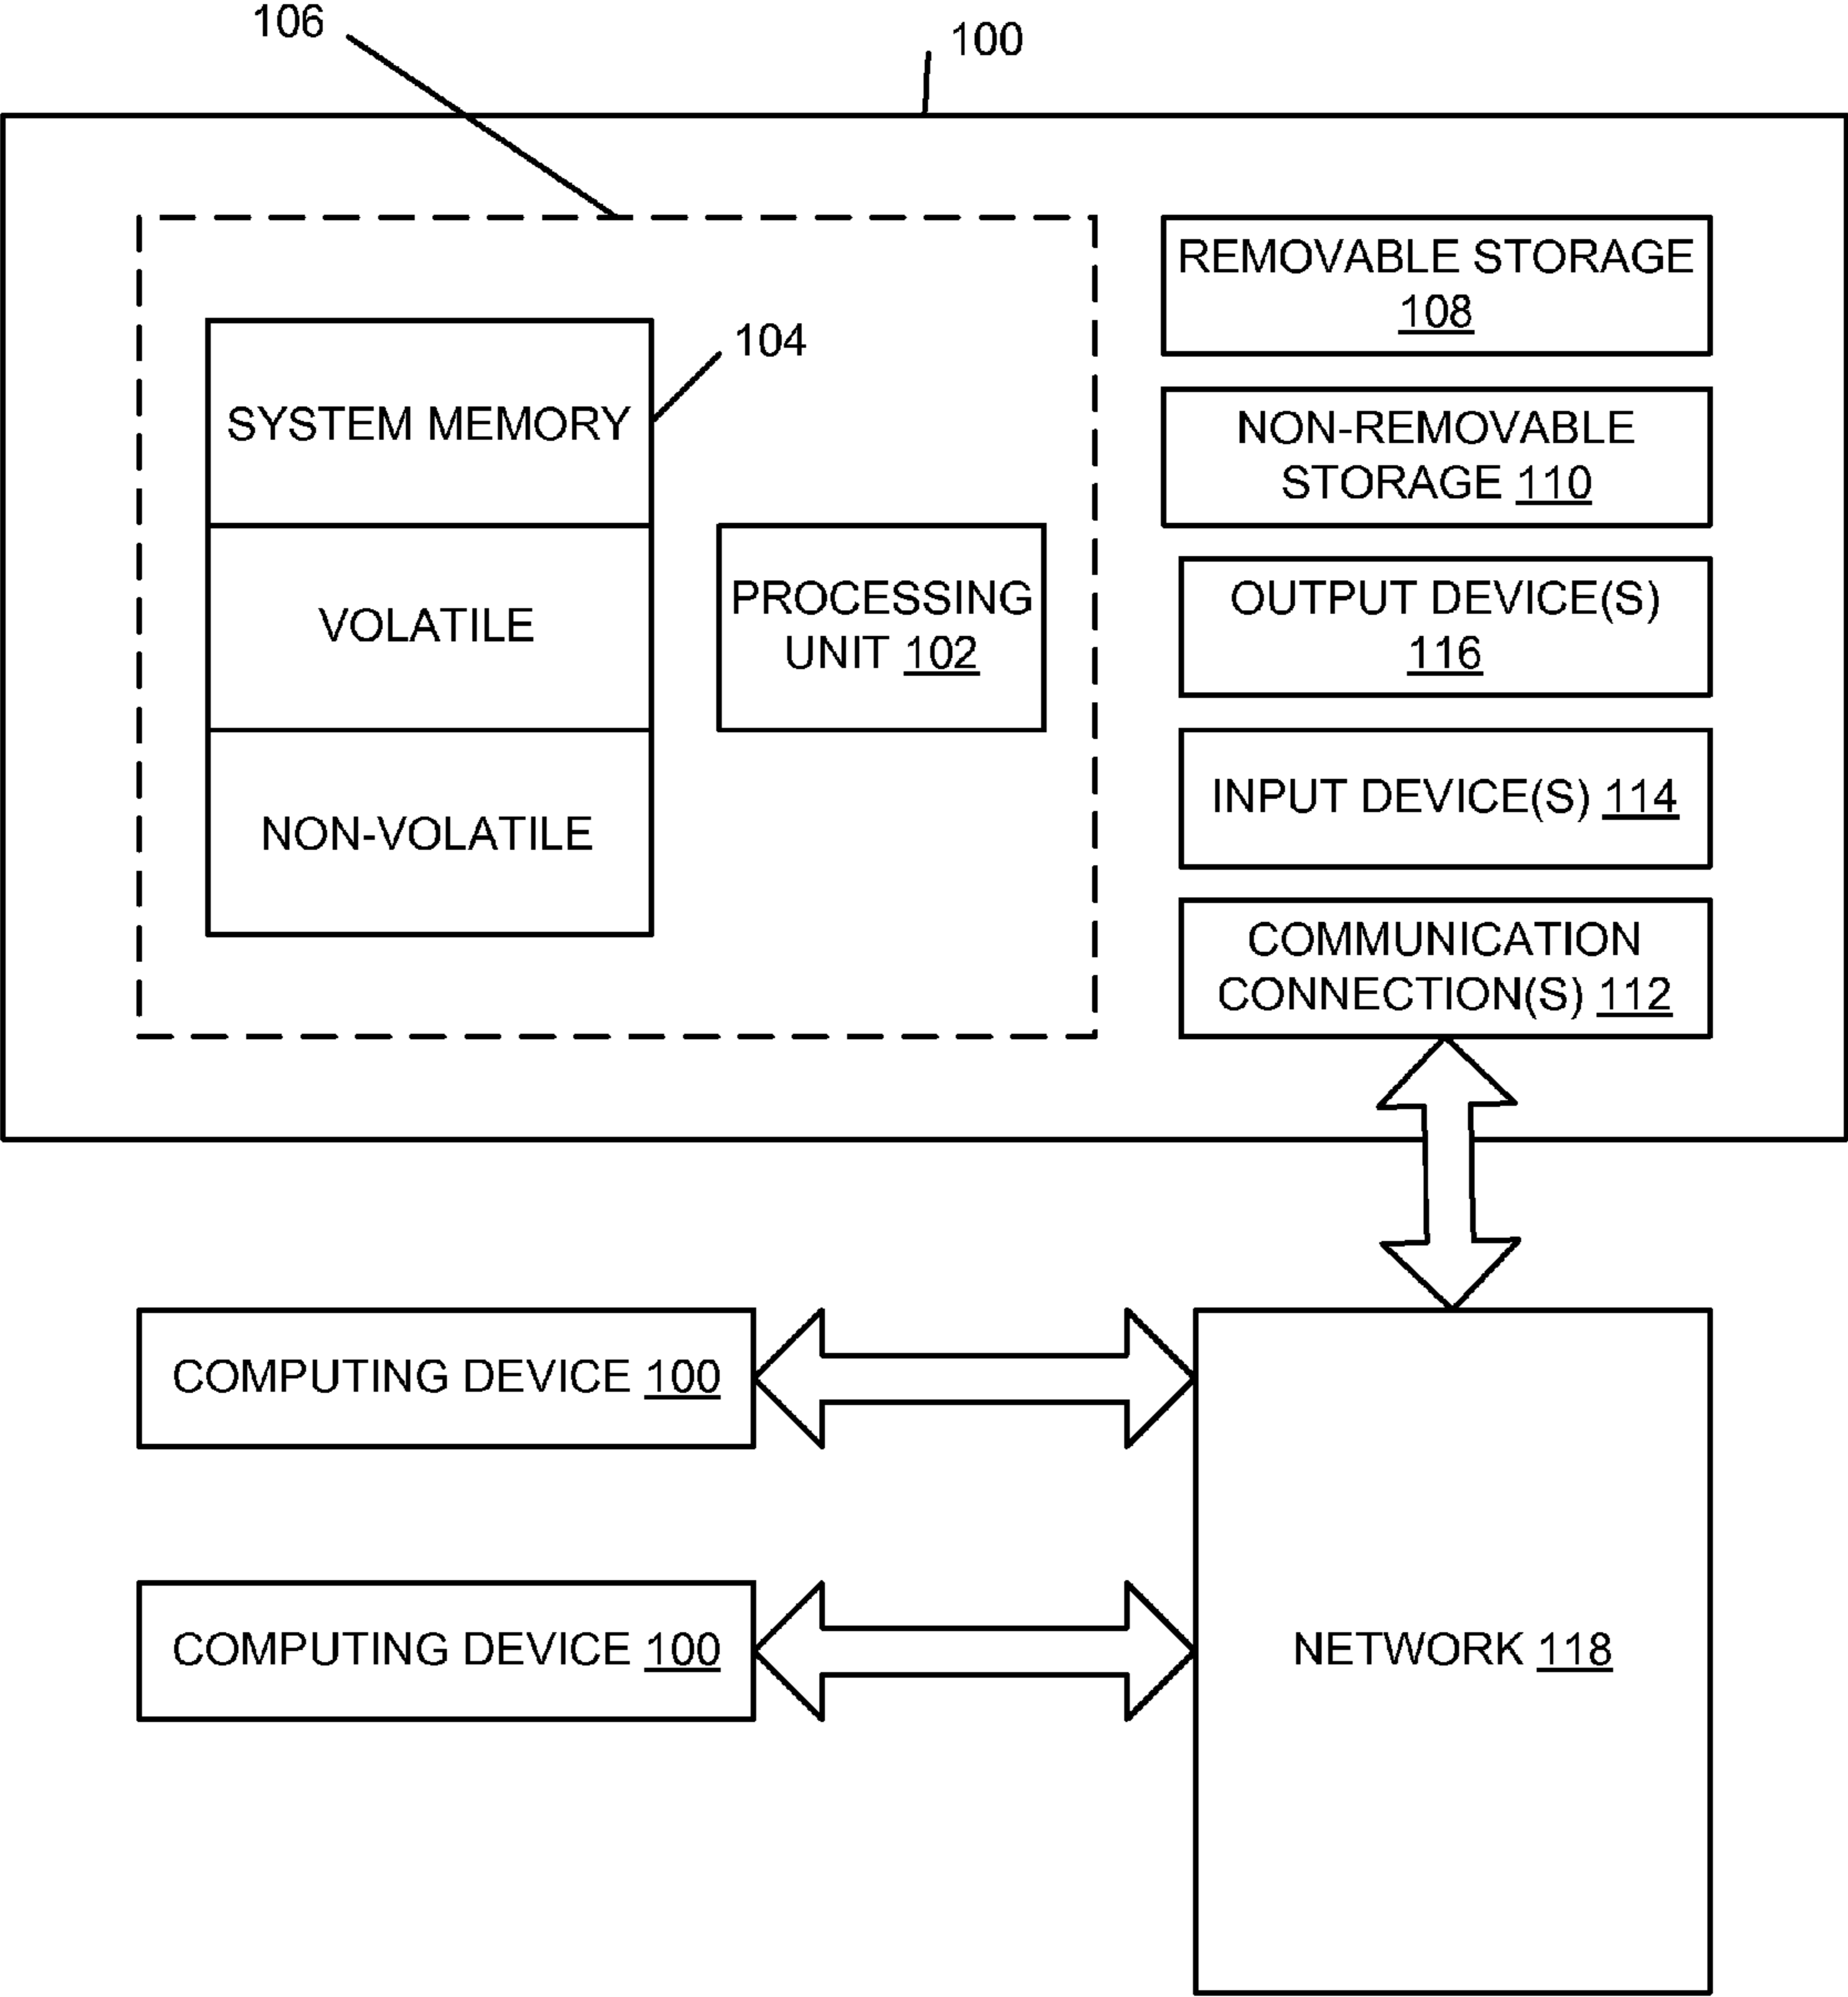 106
100
REMOVABLE STORAGE
108
104
SYSTEM MEMORY
NON-REMOVABLE
STORAGE 110
VOLATILE
PROCESSING
UNIT 102
OUTPUT DEVICE(S)
116
NON-VOLATILE
INPUT DEVICE(S) 114
COMMUNICATION
CONNECTION(S) 112
COMPUTING DEVICE 100
COMPUTING DEVICE 100
NETWORK 118